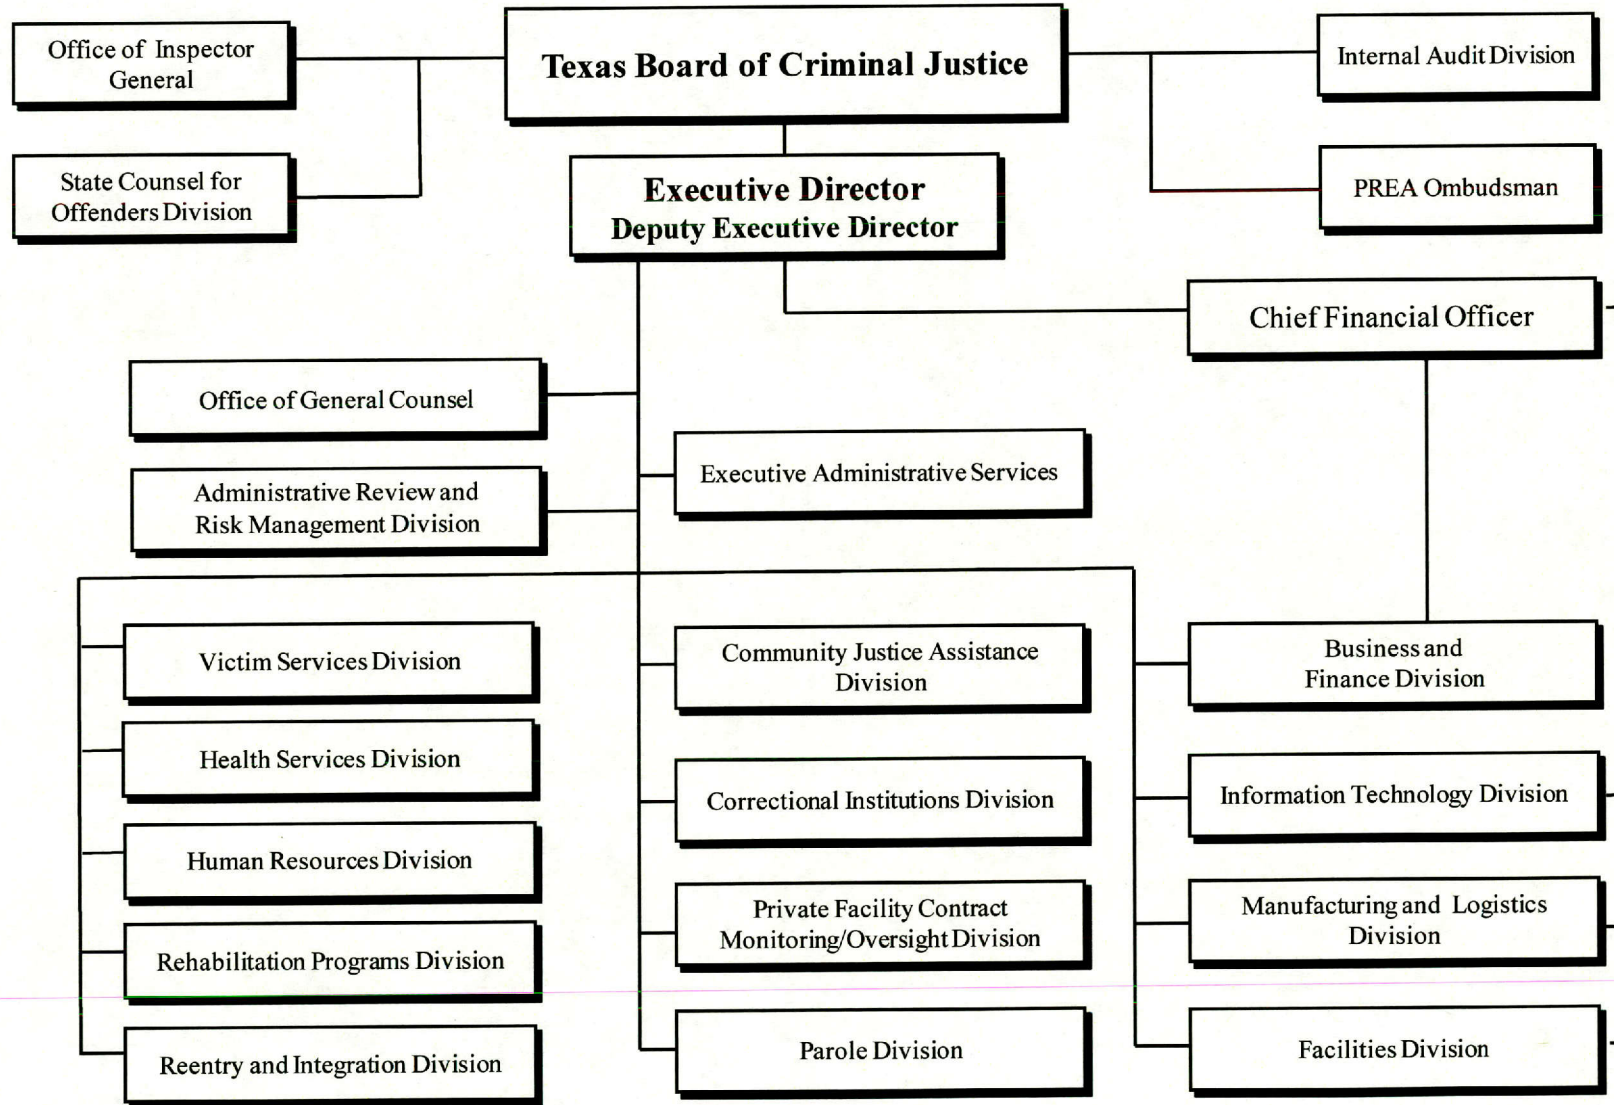 Office of Inspector
General
Texas Board of Criminal Justice
Internal Audit Division
State Counsel for
Offenders Division
Executive Director
Deputy Executive Director
PREA Ombudsman
Chief Financial Officer
Office of General Counsel
Executive Administrative Services
Administrative Review and
Risk Management Division
Victim Services Division
Community Justice Assistance
Division
Business and
Finance Division
Health Services Division
Correctional Institutions Division
Information Technology Division
Human Resources Division
Private Facility Contract
Monitoring/Oversight Division
Manufacturing and Logistics
Division
Rehabilitation Programs Division
Reentry and Integration Division
Parole Division
Facilities Division